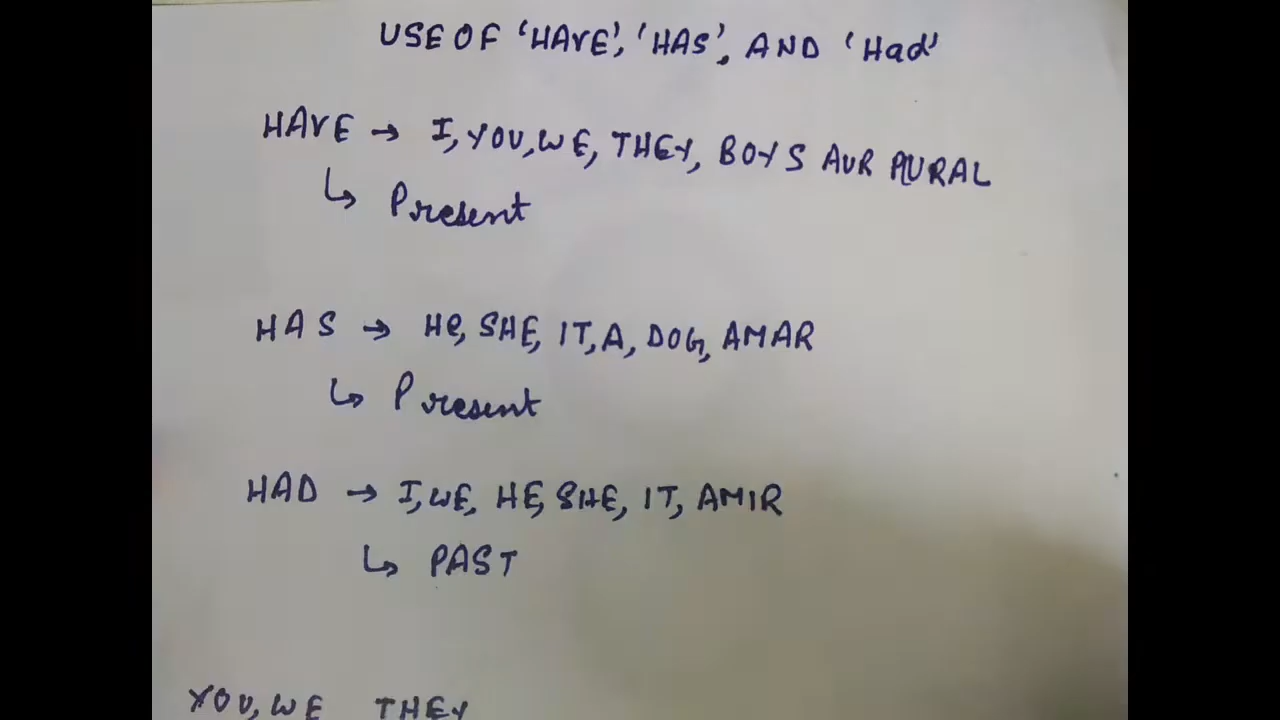 USE OF 'HAVE', 'HAS', AND 'Had'
HAVE → I, YOU, WE, THEY, BOYS AUR PLURAL
↳ Present
HAS → He, SHE, IT, A, DOG, AMAR
↳ Present
HAD → I, WE, HE, SHE, IT, AMIR
↳ PAST
YOU, WE THEY